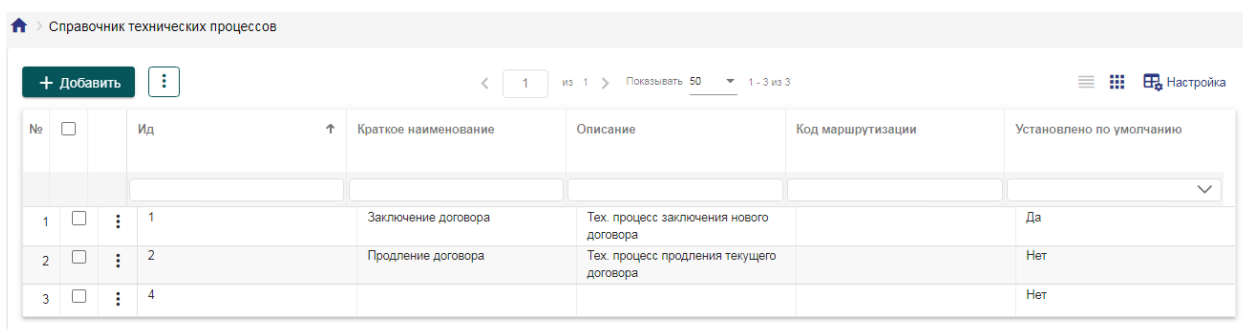 Справочник технических процессов
+ Добавить
1 из 1 Показывать 50 1 - 3 из 3
Настройка
№ Ид Краткое наименование Описание Код маршрутизации Установлено по умолчанию
1 1 Заключение договора Тех. процесс заключения нового Да
договора
2 2 Продление договора Тех. процесс продления текущего Нет
договора
3 4 Нет